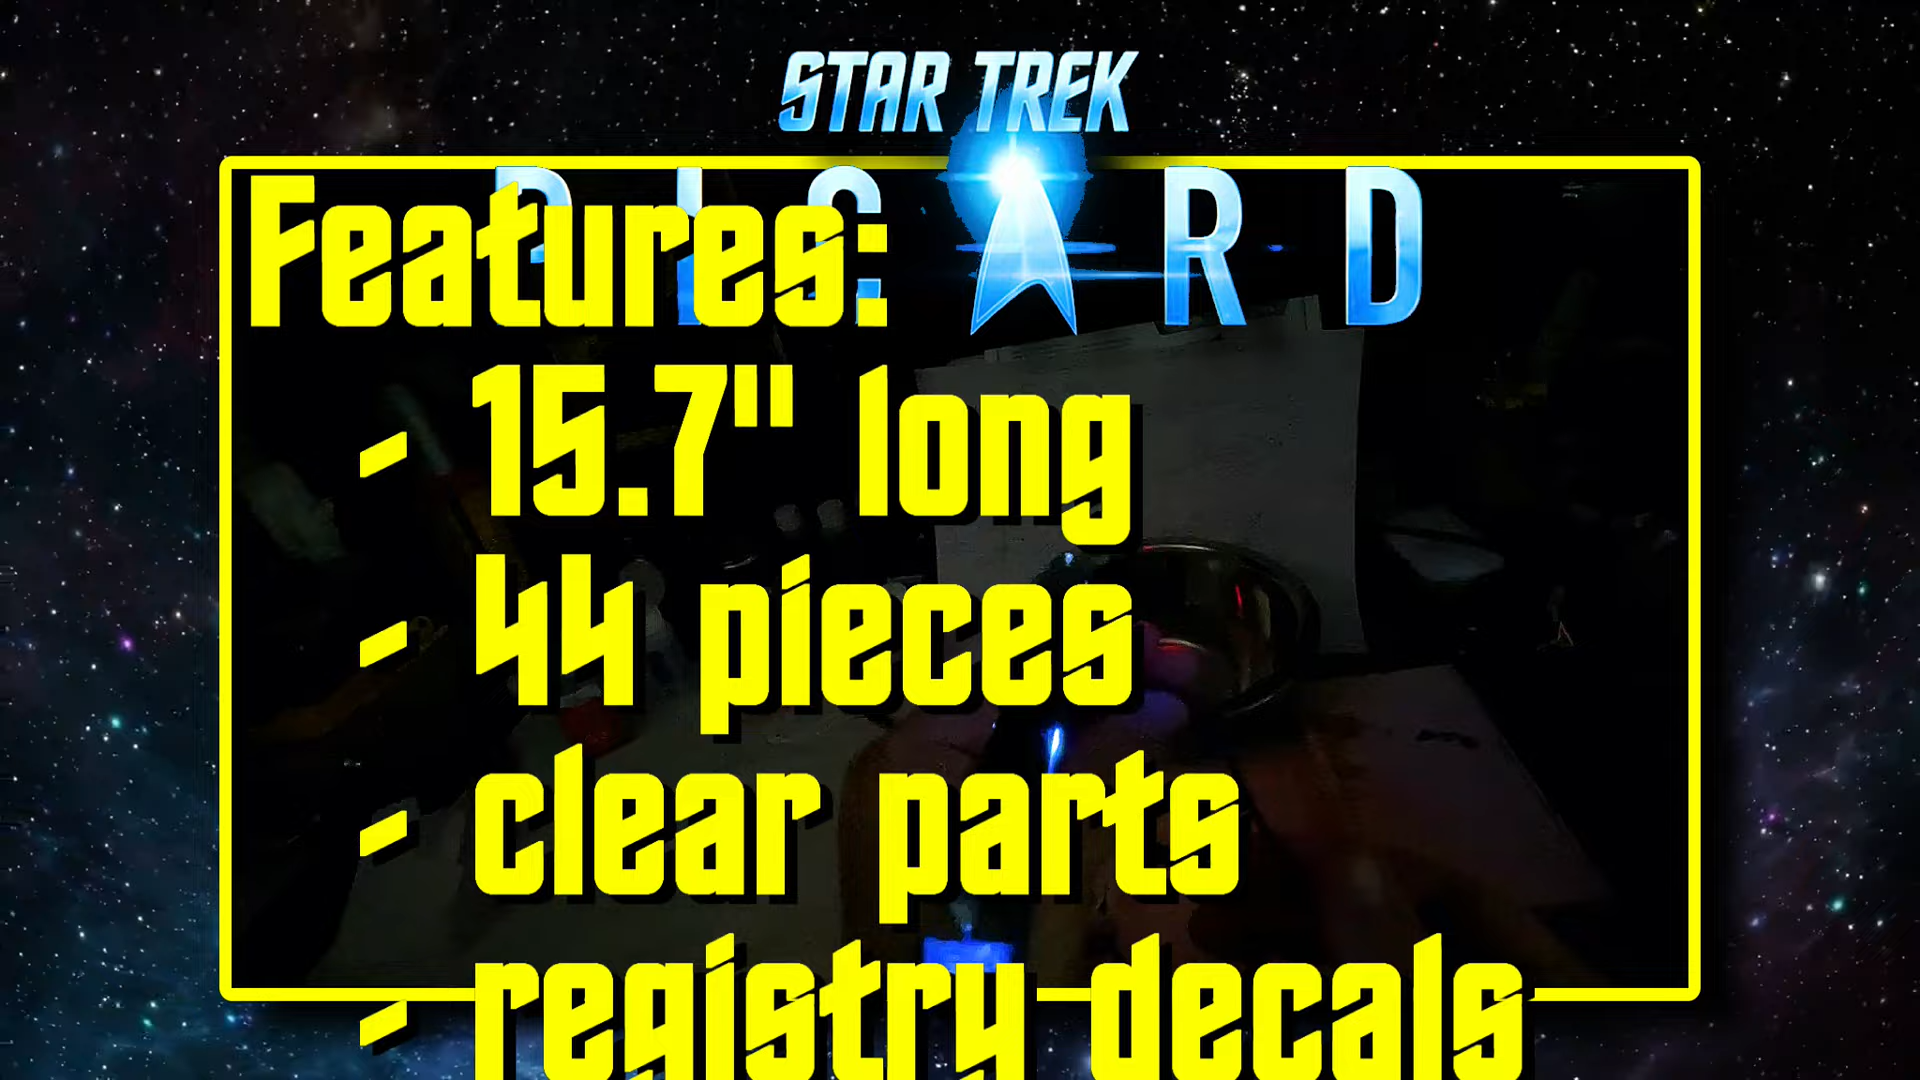 STAR TREK
PICARD
Features:
- 15.7" long
- 44 pieces
- clear parts
- registry decals